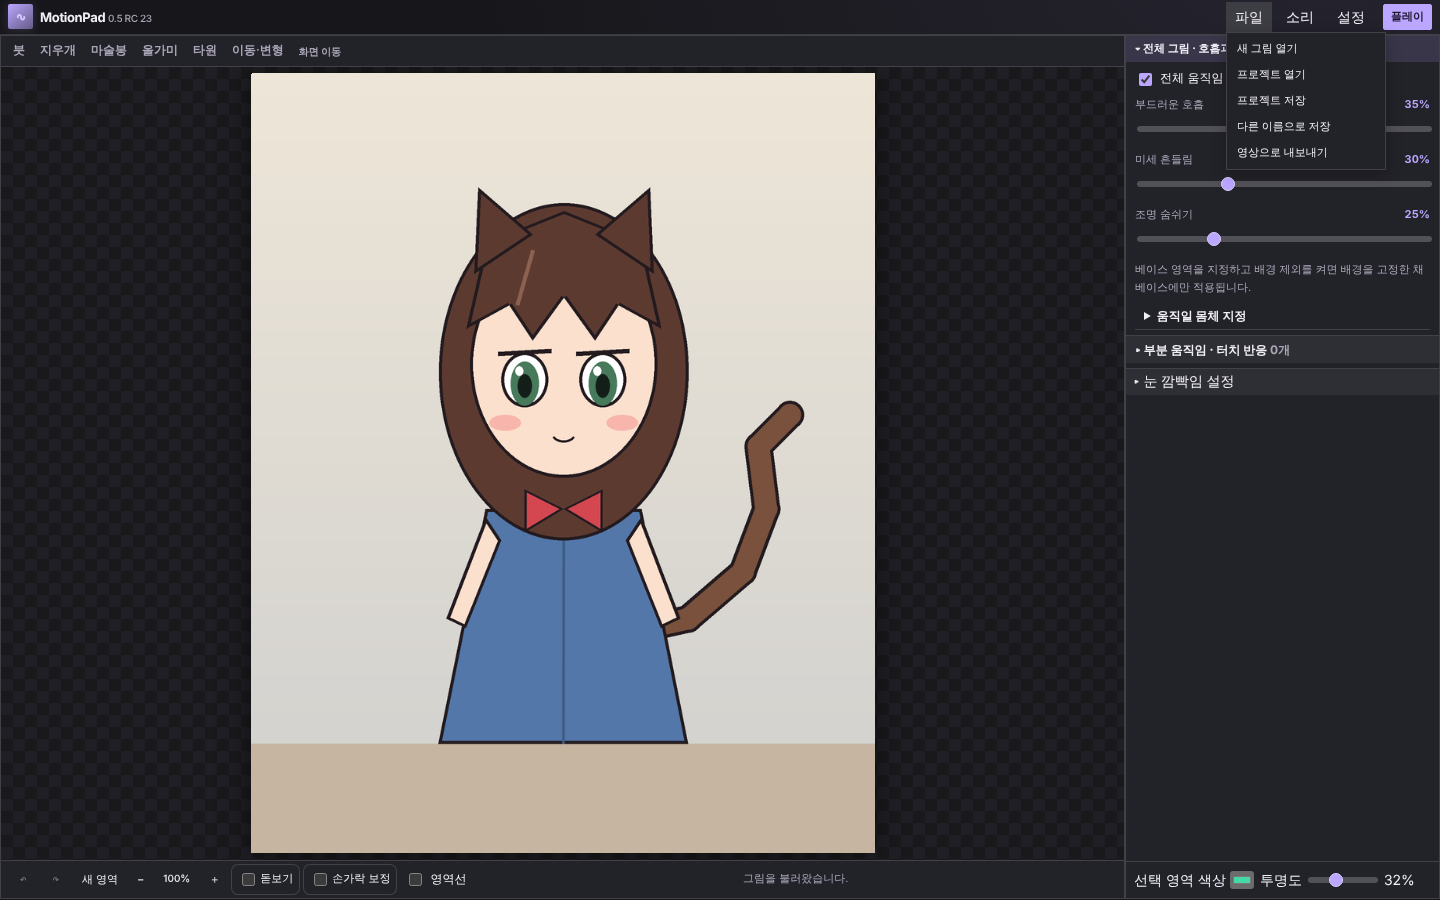 MotionPad 0.5 RC 23
파일 소리 설정 플레이
붓 지우개 마술봉 올가미 타원 이동·변형 화면 이동
새 그림 열기
프로젝트 열기
프로젝트 저장
다른 이름으로 저장
영상으로 내보내기
전체 그림 · 호흡
전체 움직임
부드러운 호흡 35%
미세 흔들림 30%
조명 숨쉬기 25%
베이스 영역을 지정하고 배경 제외를 켜면 배경을 고정한 채
베이스에만 적용됩니다.
움직일 몸체 지정
부분 움직임 · 터치 반응 0개
눈 깜빡임 설정
새 영역 − 100% + 돋보기 손가락 보정 영역선 그림을 불러왔습니다.
선택 영역 색상 투명도 32%